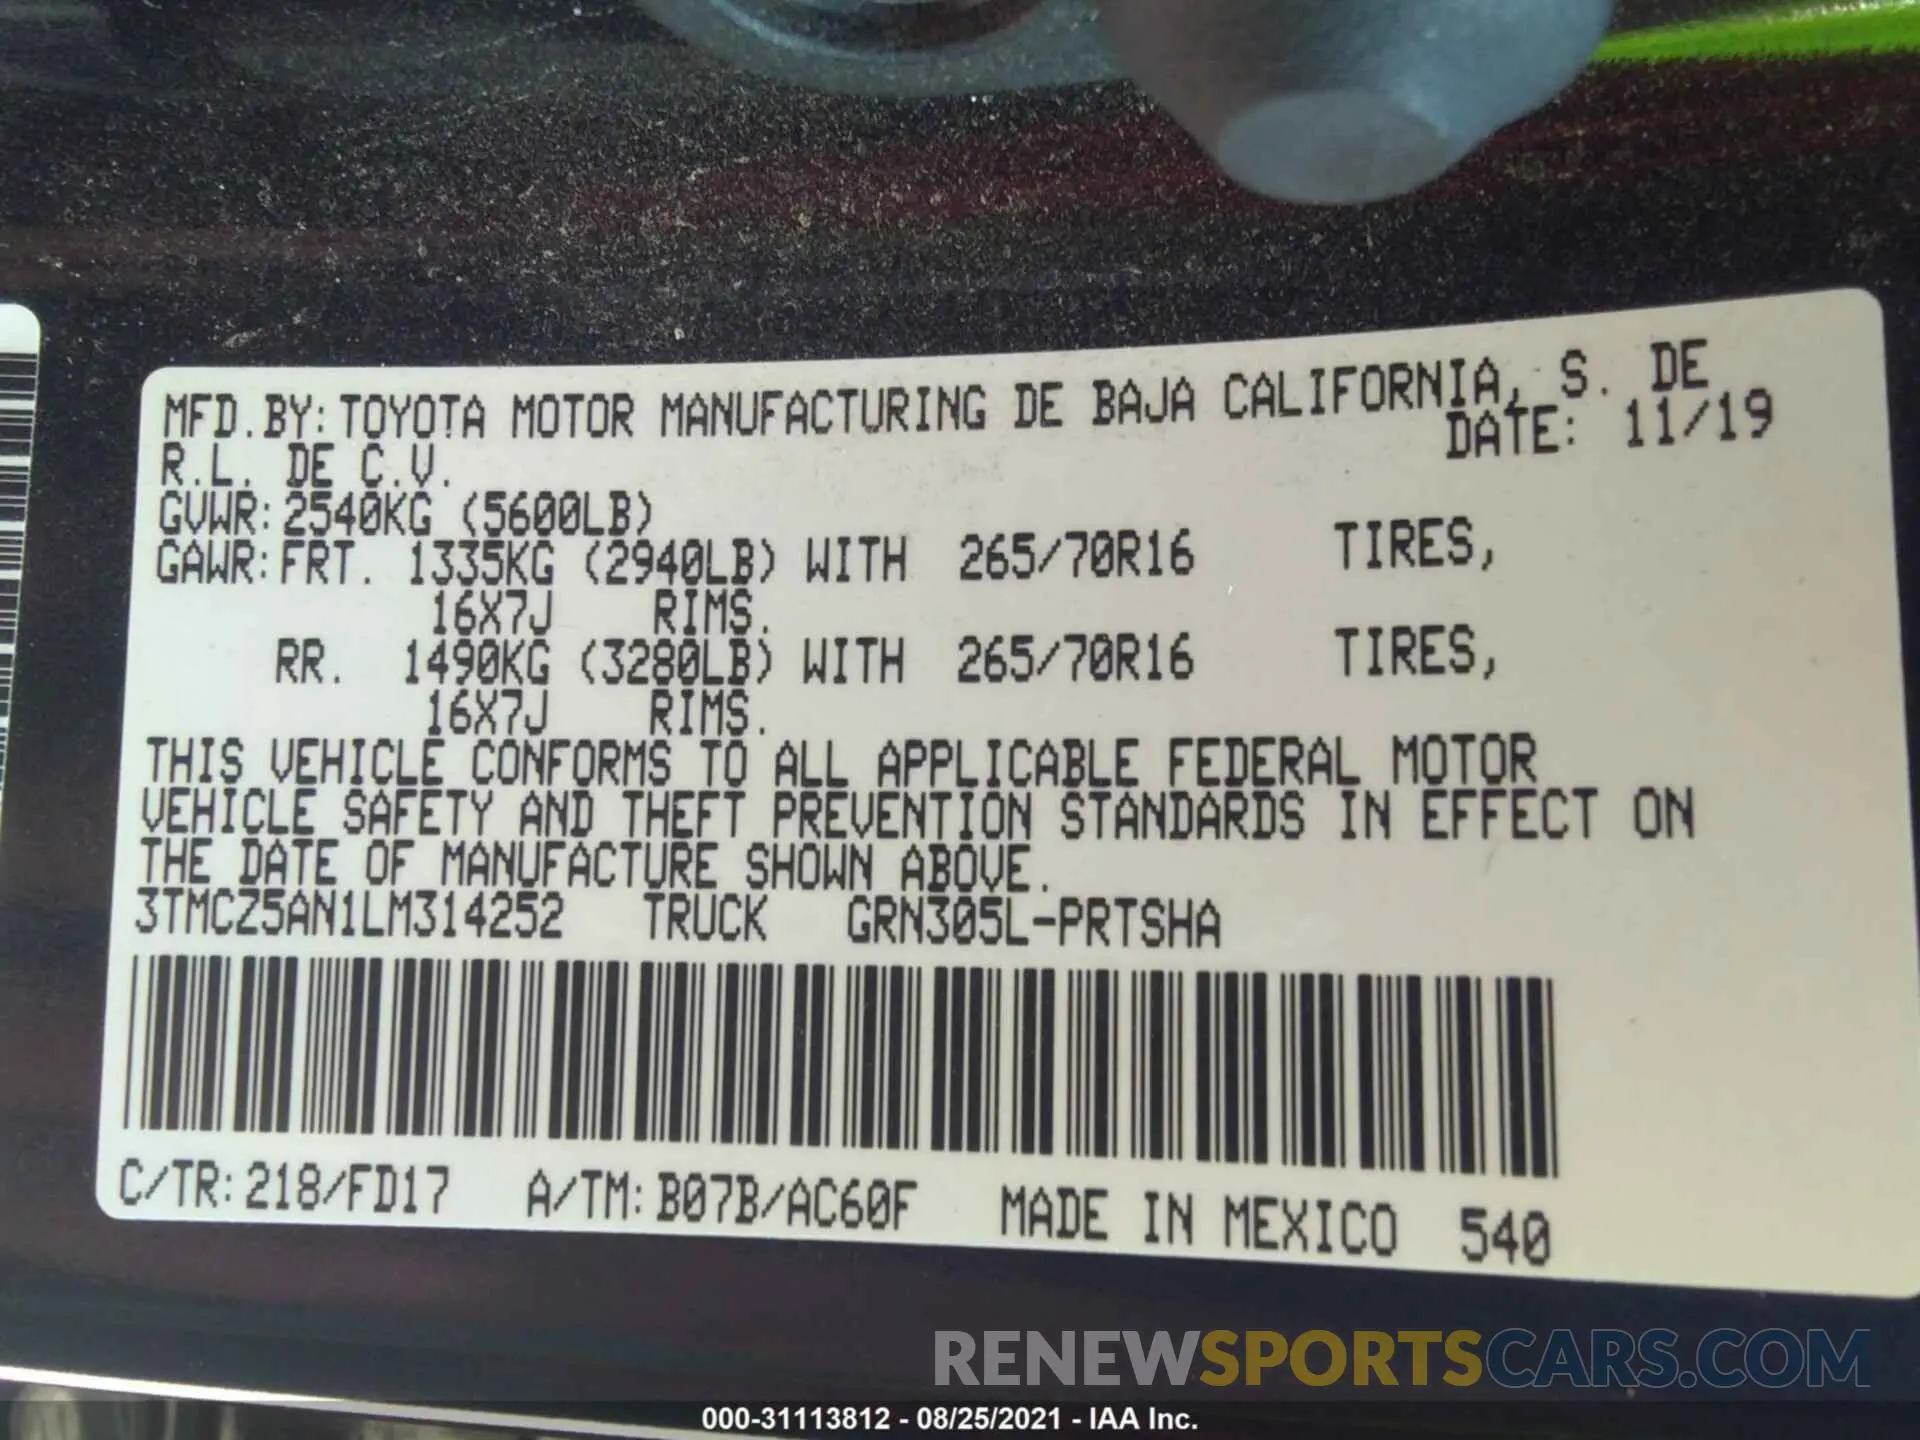 MFD.BY:TOYOTA MOTOR MANUFACTURING DE BAJA CALIFORNIA, S. DE
R.L. DE C.V. DATE: 11/19
GVWR:2540KG (5600LB)
GAWR:FRT. 1335KG (2940LB) WITH 265/70R16 TIRES,
16X7J RIMS.
RR. 1490KG (3280LB) WITH 265/70R16 TIRES,
16X7J RIMS.
THIS VEHICLE CONFORMS TO ALL APPLICABLE FEDERAL MOTOR
VEHICLE SAFETY AND THEFT PREVENTION STANDARDS IN EFFECT ON
THE DATE OF MANUFACTURE SHOWN ABOVE.
3TMCZ5AN1LM314252 TRUCK GRN305L-PRTSHA
C/TR:218/FD17 A/TM:B07B/AC60F MADE IN MEXICO 540
RENEWSPORTSCARS.COM
000-31113812 - 08/25/2021 - IAA Inc.